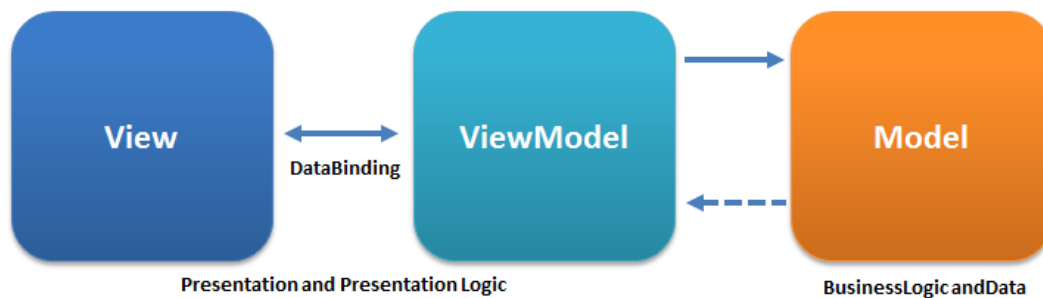 View
ViewModel
Model
DataBinding
Presentation and Presentation Logic
BusinessLogic andData